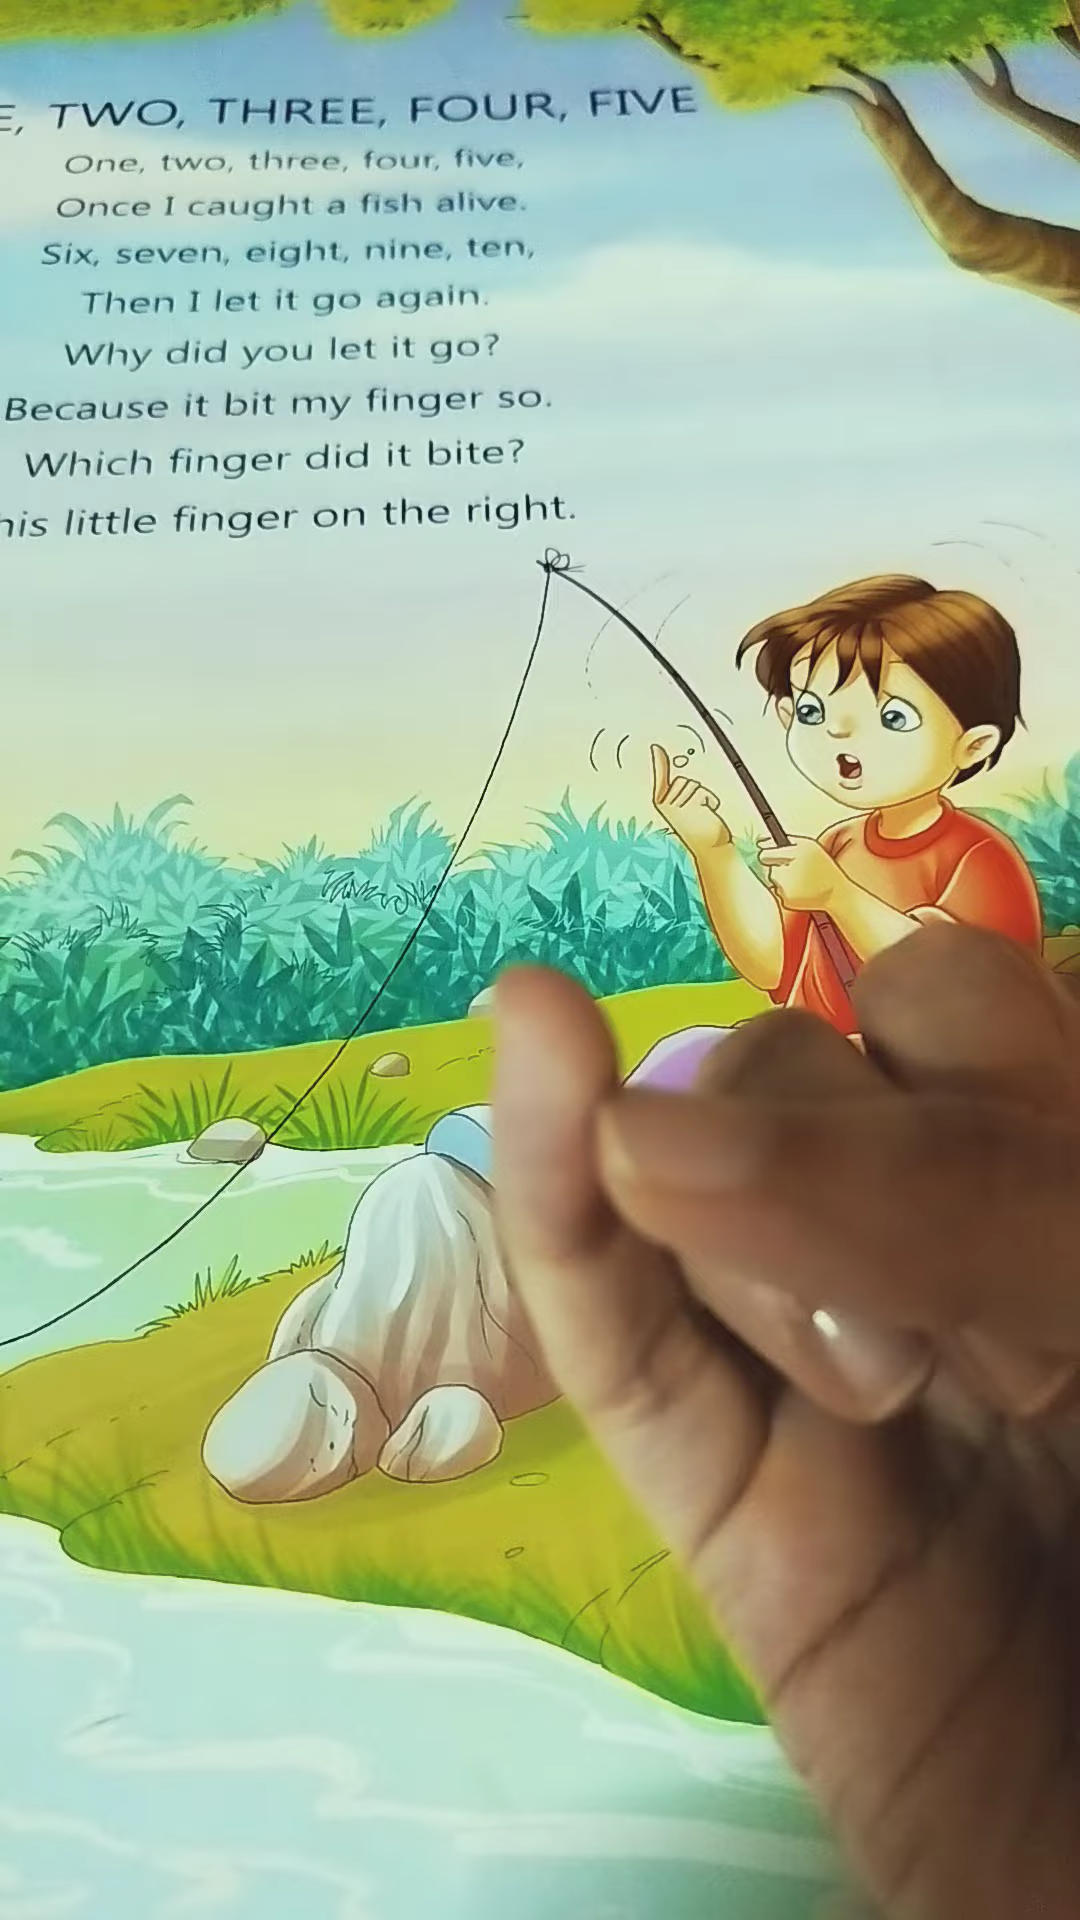 E, TWO, THREE, FOUR, FIVE
One, two, three, four, five,
Once I caught a fish alive.
Six, seven, eight, nine, ten,
Then I let it go again.
Why did you let it go?
Because it bit my finger so.
Which finger did it bite?
his little finger on the right.